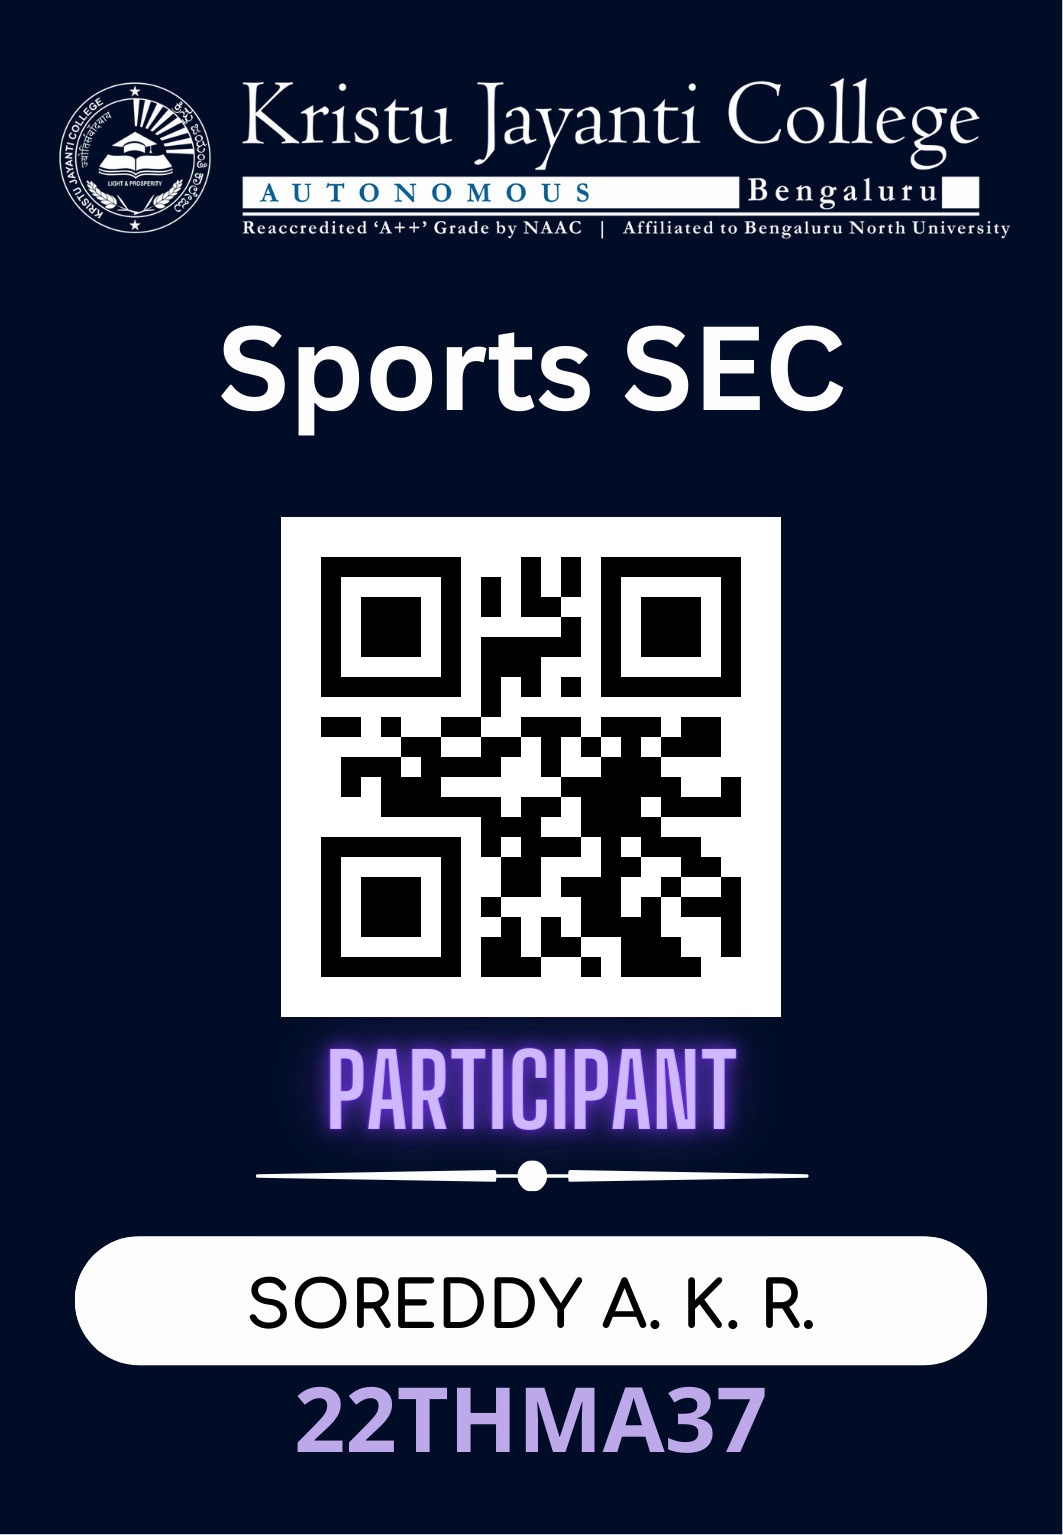 KRISTU JAYANTI COLLEGE
LIGHT & PROSPERITY
Kristu Jayanti College
AUTONOMOUS Bengaluru
Reaccredited ‘A++’ Grade by NAAC | Affiliated to Bengaluru North University
Sports SEC
PARTICIPANT
SOREDDY A. K. R.
22THMA37